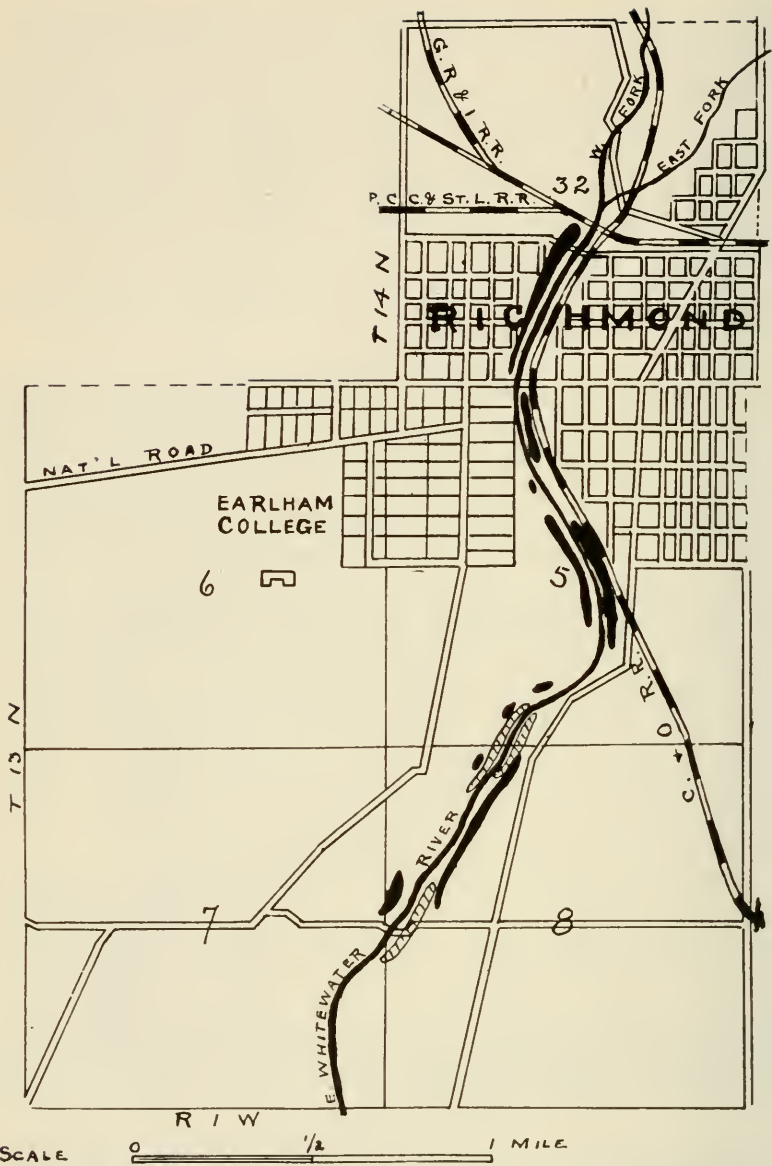 G. R & I R.R.
W. FORK
EAST FORK
32
P. C. C. & ST. L. R. R.
T 14 N
RICHMOND
NAT'L ROAD
EARLHAM
COLLEGE
6
5
C. + O. R. R.
T 13 N
7
8
E. WHITEWATER RIVER
R I W
SCALE 0 1/2 1 MILE